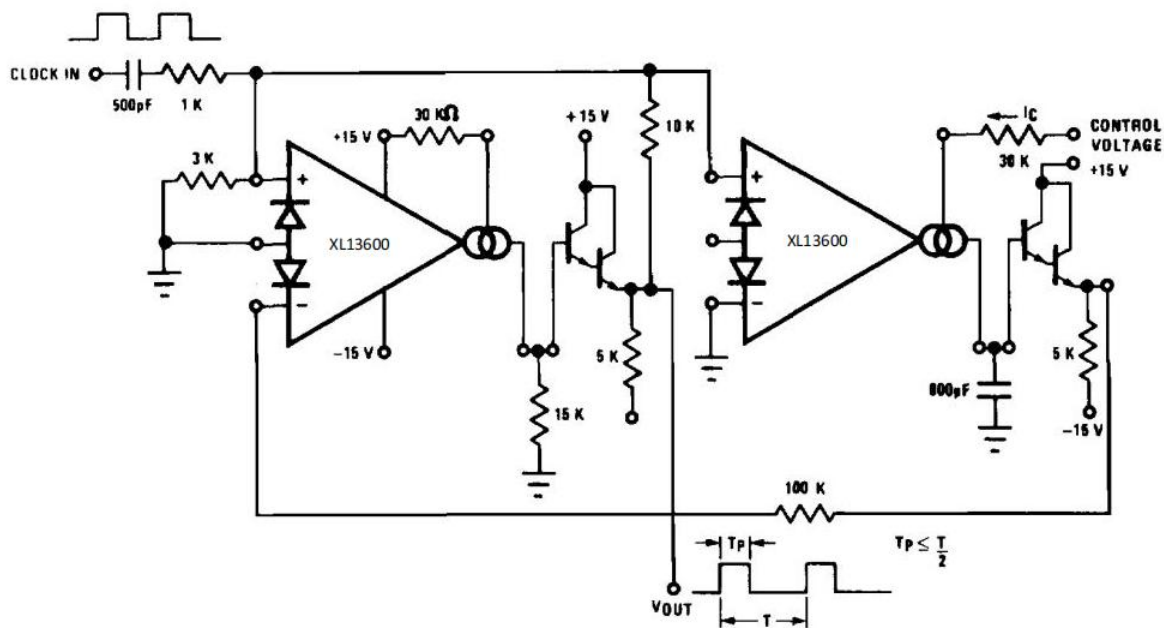 CLOCK IN
500pF
1 K
3 K
+15 V
30 KΩ
+15 V
10 K
XL13600
-15 V
5 K
15 K
XL13600
IC
30 K
CONTROL VOLTAGE
+15 V
5 K
-15 V
100 K
TP ≤ T/2
TP
T
VOUT
+
-
+
-